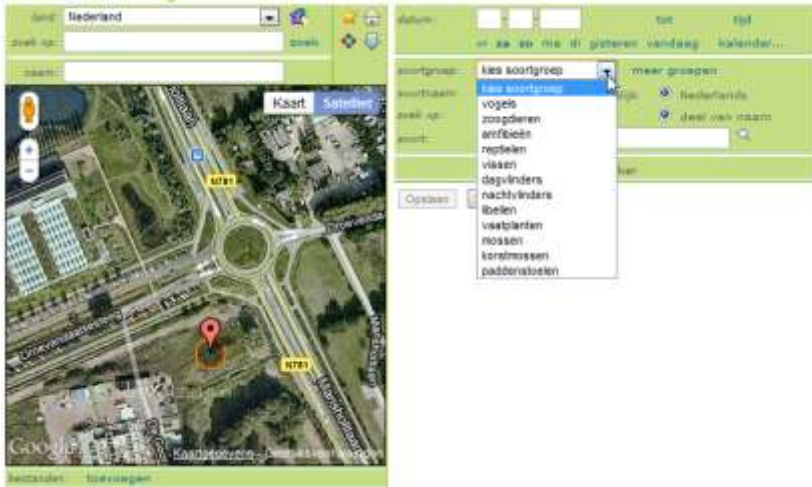 land: Nederland
zoek op: zoek
naam:
Kaart Satelliet
N781
N781
Mansholtlaan
Google
Kaartgegevens -
bestanden: toevoegen
datum: - - tot tijd
vr za zo ma di gisteren vandaag kalender...
soortgroep: kies soortgroep meer groepen
kies soortgroep
vogels
zoogdieren
amfibieën
reptielen
vissen
dagvlinders
nachtvlinders
libellen
vaatplanten
mossen
korstmossen
paddenstoelen
soortnaam: Nederlands
zoek op: deel van naam
soort:
Opslaan